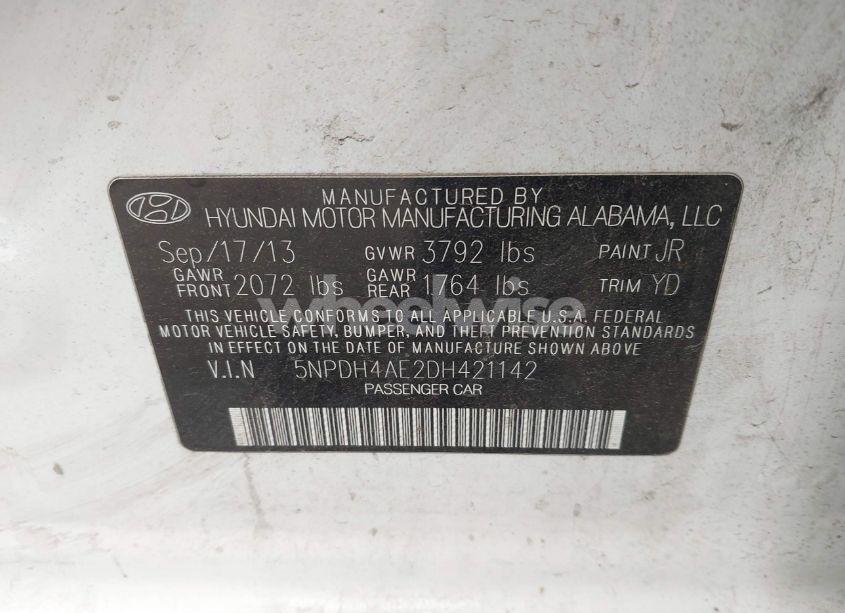 MANUFACTURED BY
HYUNDAI MOTOR MANUFACTURING ALABAMA, LLC
Sep/17/13 GVWR 3792 lbs PAINT JR
GAWR FRONT 2072 lbs GAWR REAR 1764 lbs TRIM YD
wheelwise
THIS VEHICLE CONFORMS TO ALL APPLICABLE U.S.A. FEDERAL
MOTOR VEHICLE SAFETY, BUMPER, AND THEFT PREVENTION STANDARDS
IN EFFECT ON THE DATE OF MANUFACTURE SHOWN ABOVE
V.I.N 5NPDH4AE2DH421142
PASSENGER CAR